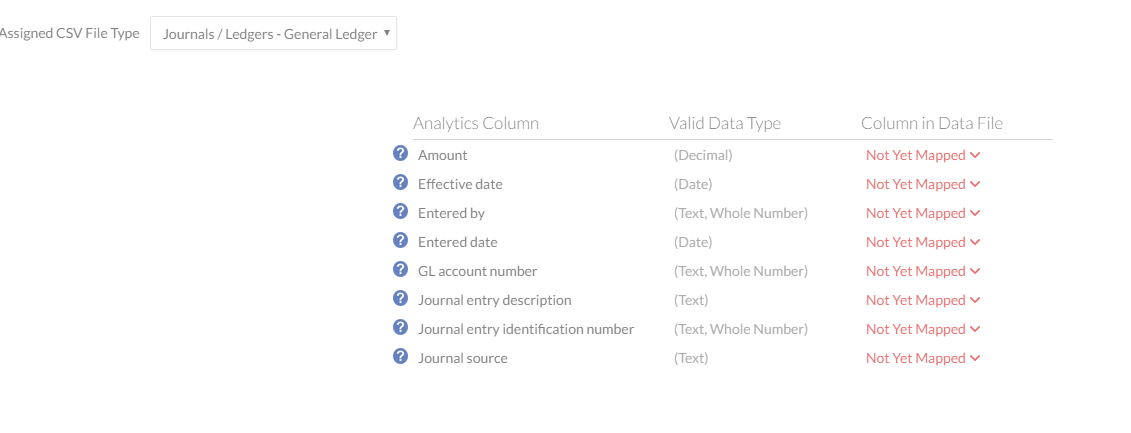 Assigned CSV File Type Journals / Ledgers - General Ledger
Analytics Column Valid Data Type Column in Data File
? Amount (Decimal) Not Yet Mapped
? Effective date (Date) Not Yet Mapped
? Entered by (Text, Whole Number) Not Yet Mapped
? Entered date (Date) Not Yet Mapped
? GL account number (Text, Whole Number) Not Yet Mapped
? Journal entry description (Text) Not Yet Mapped
? Journal entry identification number (Text, Whole Number) Not Yet Mapped
? Journal source (Text) Not Yet Mapped